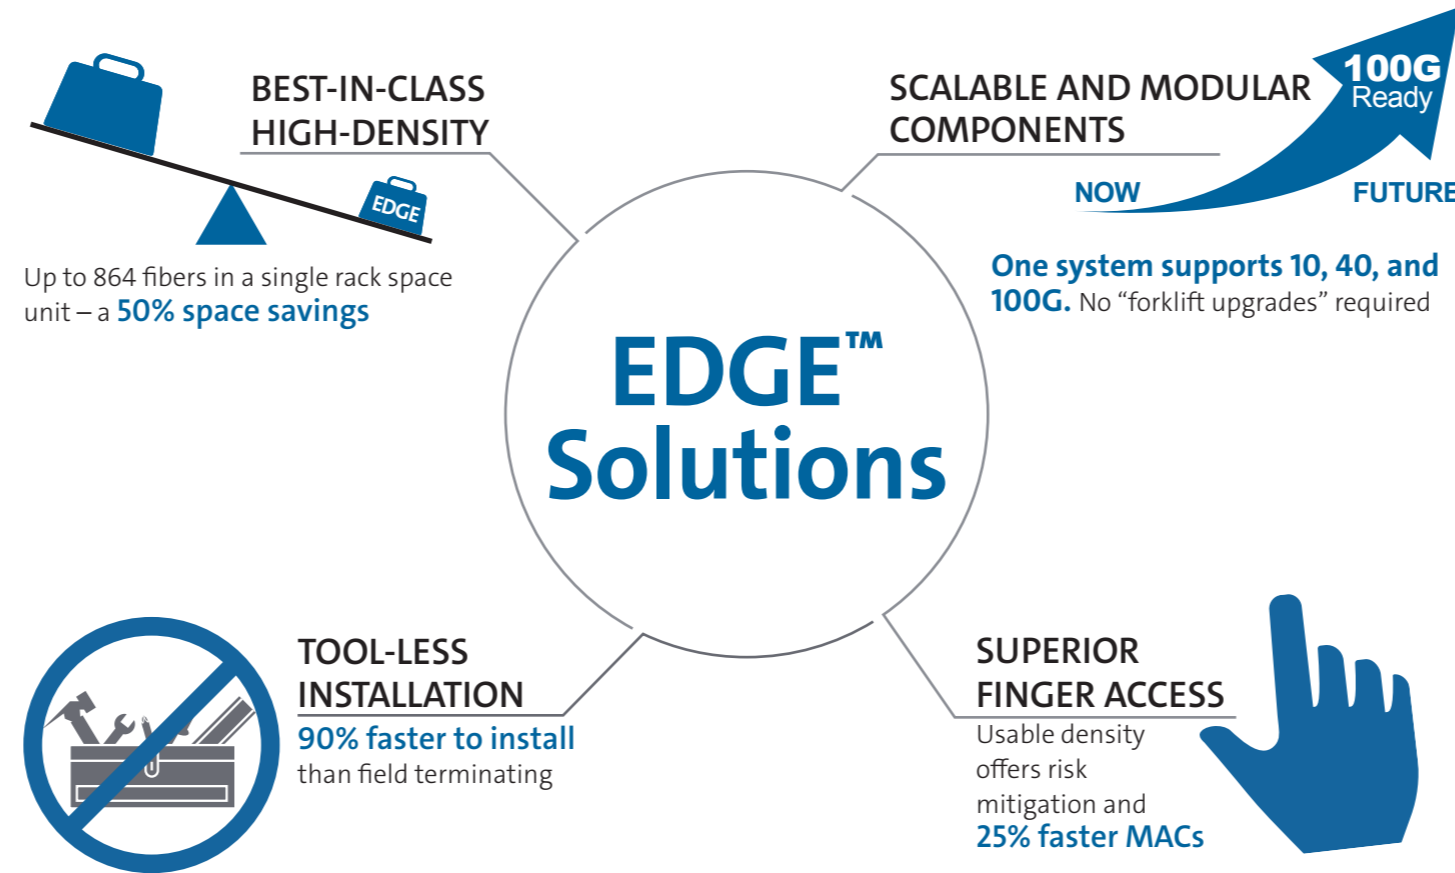 BEST-IN-CLASS
HIGH-DENSITY
EDGE
Up to 864 fibers in a single rack space
unit – a 50% space savings
SCALABLE AND MODULAR
COMPONENTS
100G
Ready
NOW
FUTURE
One system supports 10, 40, and
100G. No “forklift upgrades” required
EDGE™
Solutions
TOOL-LESS
INSTALLATION
90% faster to install
than field terminating
SUPERIOR
FINGER ACCESS
Usable density
offers risk
mitigation and
25% faster MACs